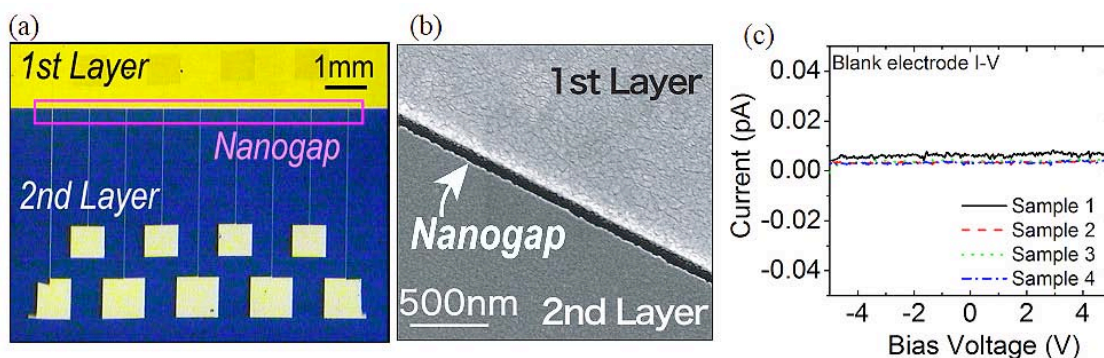 (a)
1st Layer
1mm
Nanogap
2nd Layer
(b)
1st Layer
Nanogap
500nm
2nd Layer
(c)
Blank electrode I-V
Current (pA)
0.04
0.02
0.00
-0.02
-0.04
Sample 1
Sample 2
Sample 3
Sample 4
-4 -2 0 2 4
Bias Voltage (V)